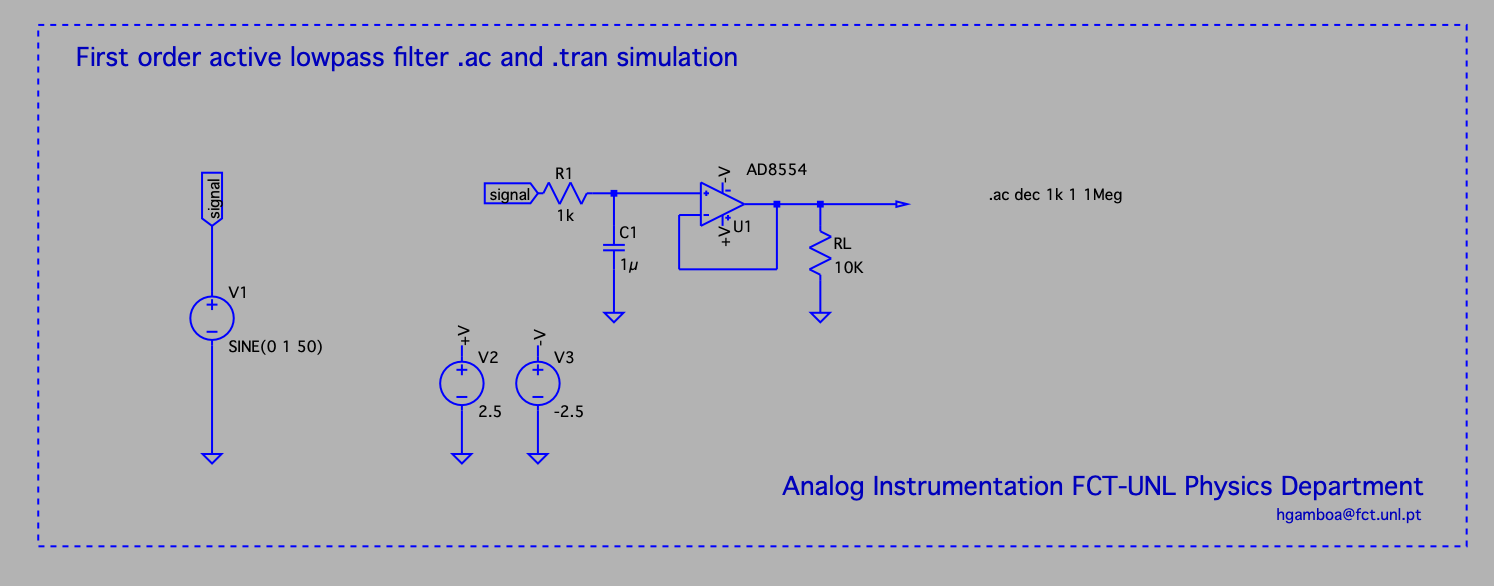 First order active lowpass filter .ac and .tran simulation
signal
V1
SINE(0 1 50)
signal
R1
1k
C1
1µ
-V
AD8554
+
-
-
+
U1
+V
RL
10K
.ac dec 1k 1 1Meg
+V
V2
2.5
-V
V3
-2.5
Analog Instrumentation FCT-UNL Physics Department
hgamboa@fct.unl.pt